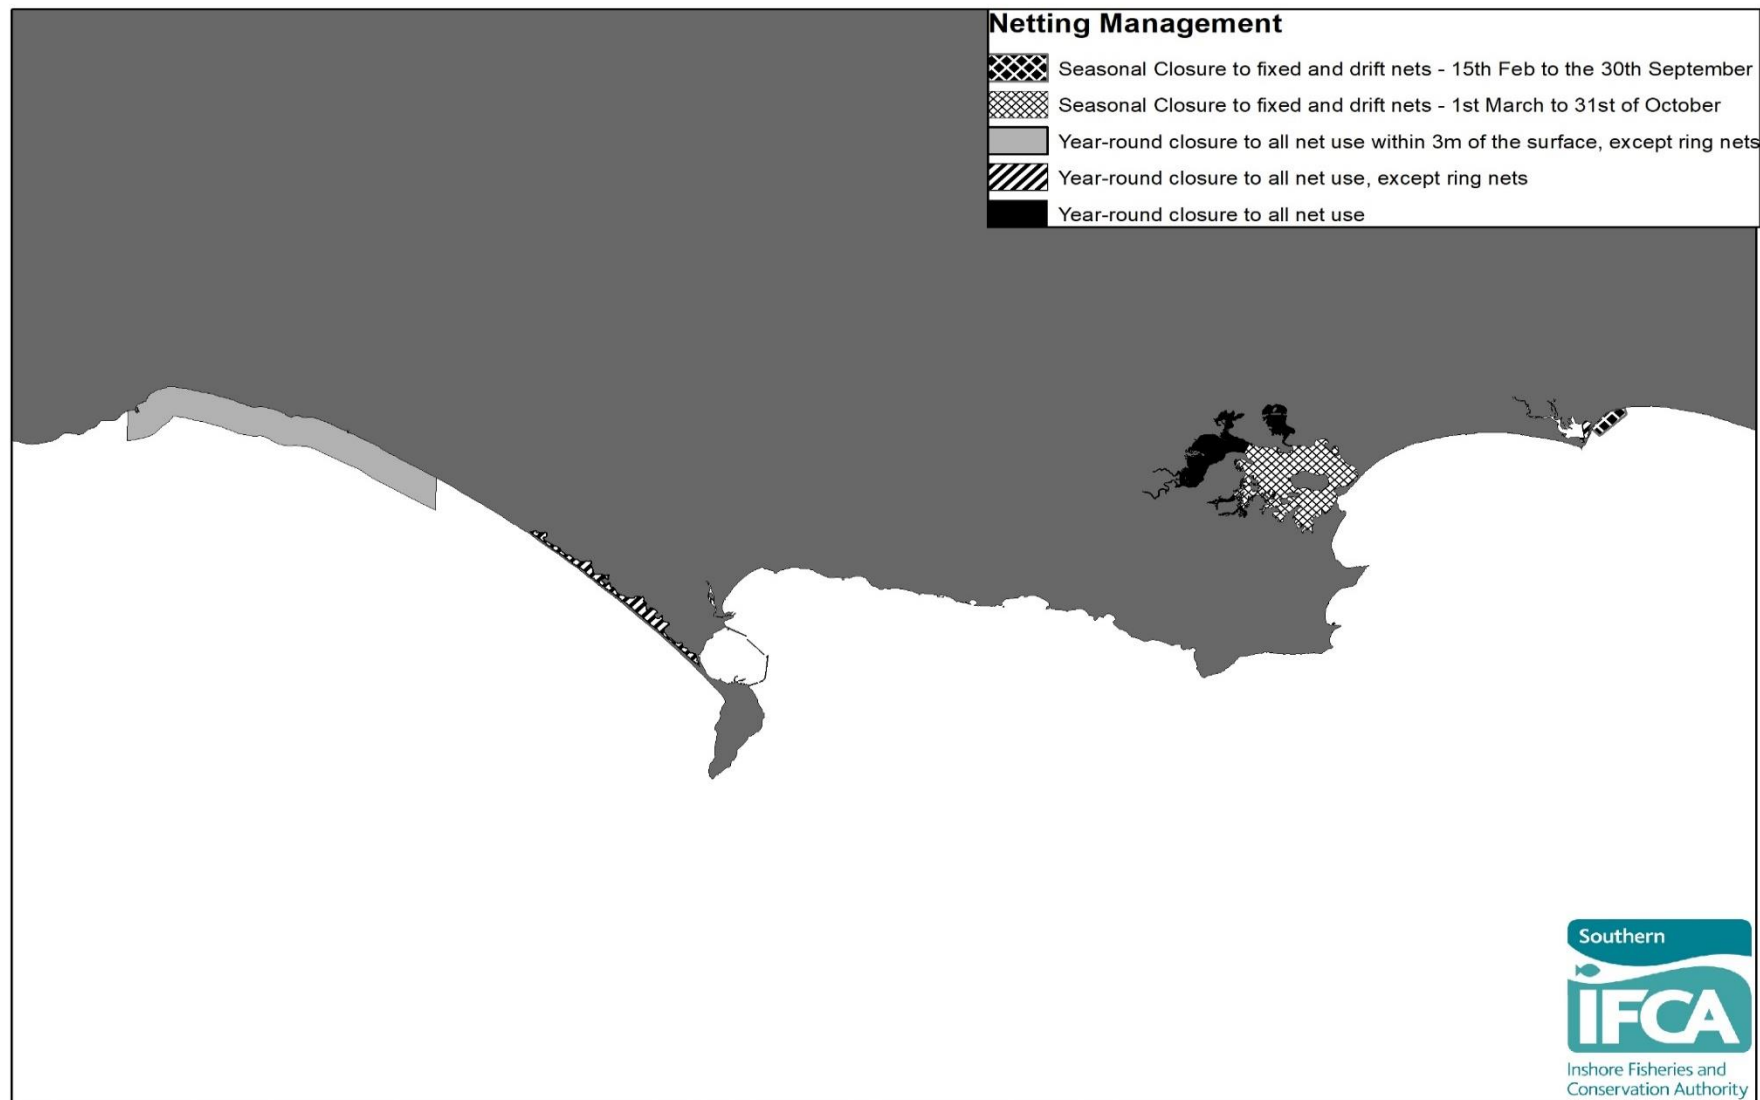 Netting Management
Seasonal Closure to fixed and drift nets - 15th Feb to the 30th September
Seasonal Closure to fixed and drift nets - 1st March to 31st of October
Year-round closure to all net use within 3m of the surface, except ring nets
Year-round closure to all net use, except ring nets
Year-round closure to all net use
Southern
IFCA
Inshore Fisheries and
Conservation Authority